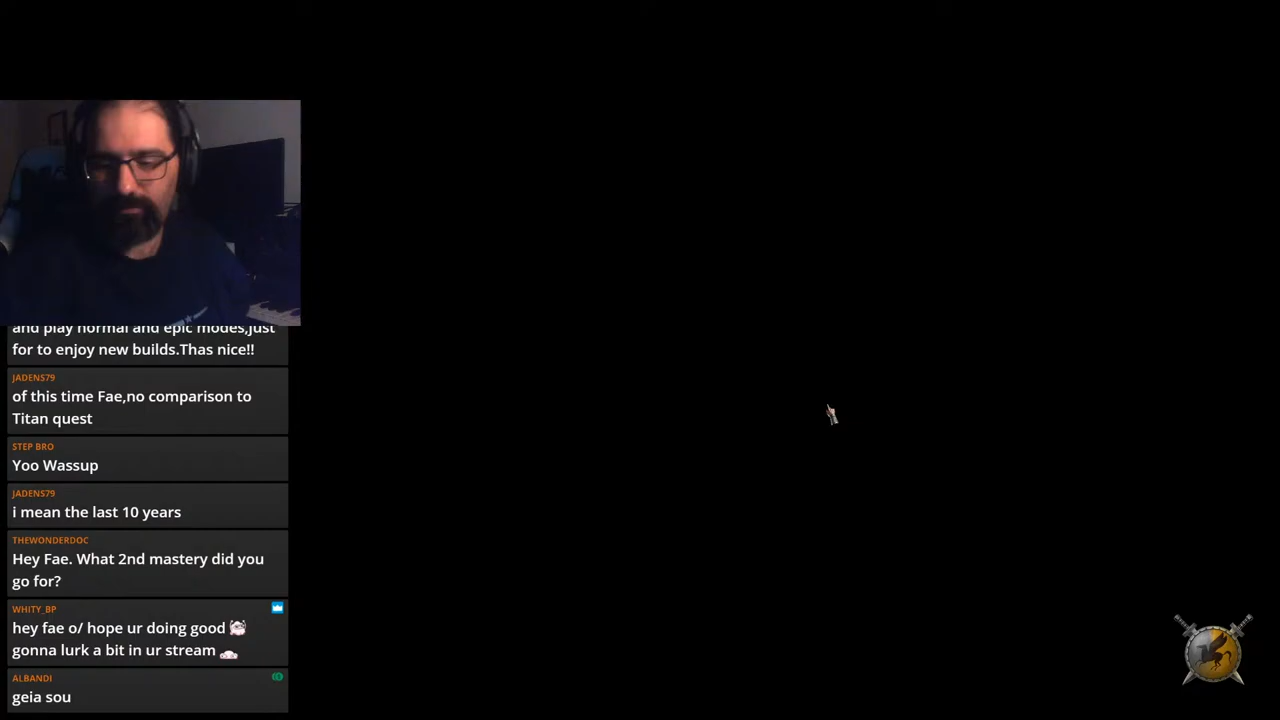 and play normal and epic modes,just
for to enjoy new builds.Thas nice!!
JADENS79
of this time Fae,no comparison to
Titan quest
STEP BRO
Yoo Wassup
JADENS79
i mean the last 10 years
THEWONDERDOC
Hey Fae. What 2nd mastery did you
go for?
WHITY_BP
hey fae o/ hope ur doing good
gonna lurk a bit in ur stream
ALBANDI
geia sou